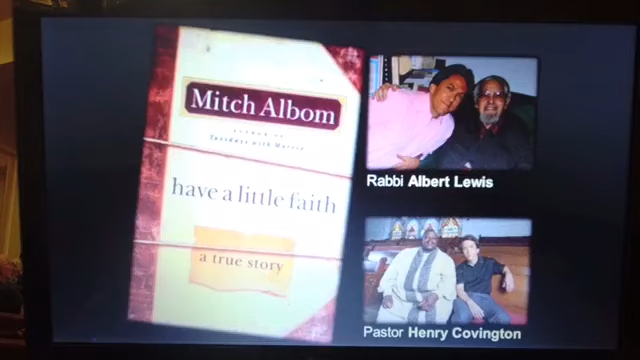 Mitch Albom
AUTHOR OF
Tuesdays with Morrie
have a little faith
a true story
Rabbi Albert Lewis
Pastor Henry Covington